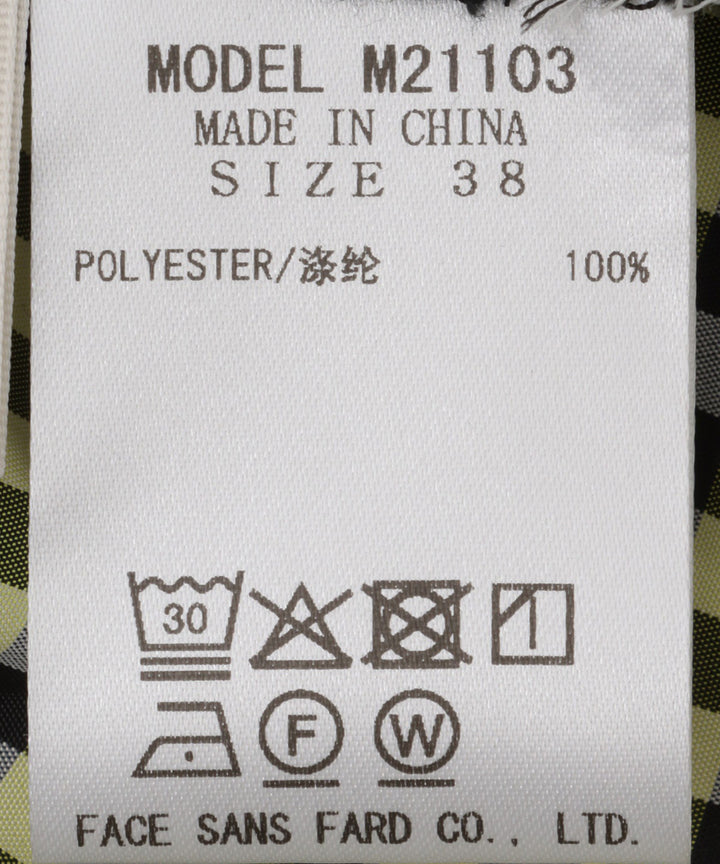 MODEL M21103
MADE IN CHINA
SIZE 38
POLYESTER/涤纶 100%
30
F W
FACE SANS FARD CO., LTD.